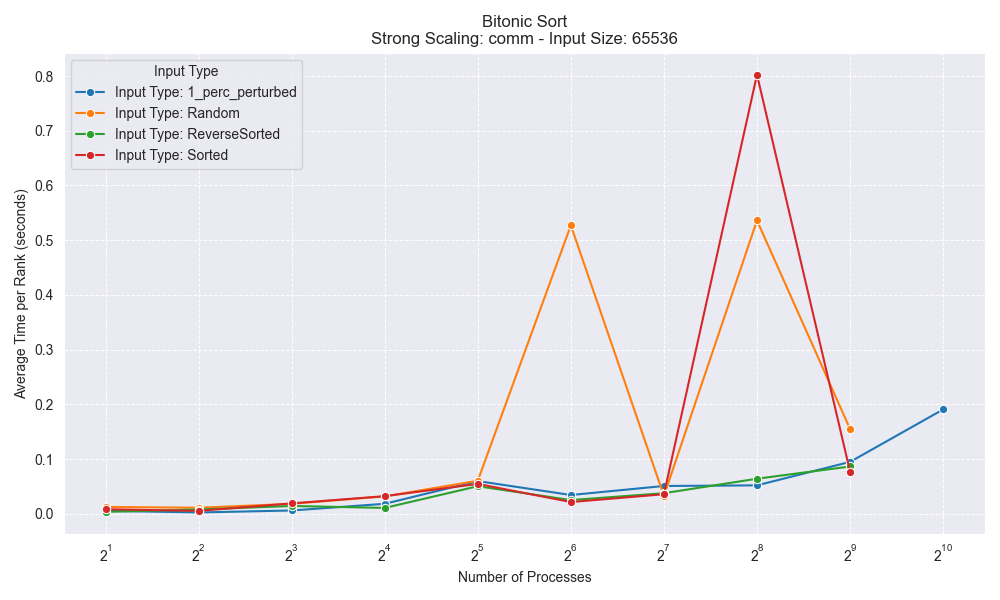 Bitonic Sort
Strong Scaling: comm - Input Size: 65536
Input Type
Input Type: 1_perc_perturbed
Input Type: Random
Input Type: ReverseSorted
Input Type: Sorted
Average Time per Rank (seconds)
0.8
0.7
0.6
0.5
0.4
0.3
0.2
0.1
0.0
2^1 2^2 2^3 2^4 2^5 2^6 2^7 2^8 2^9 2^10
Number of Processes